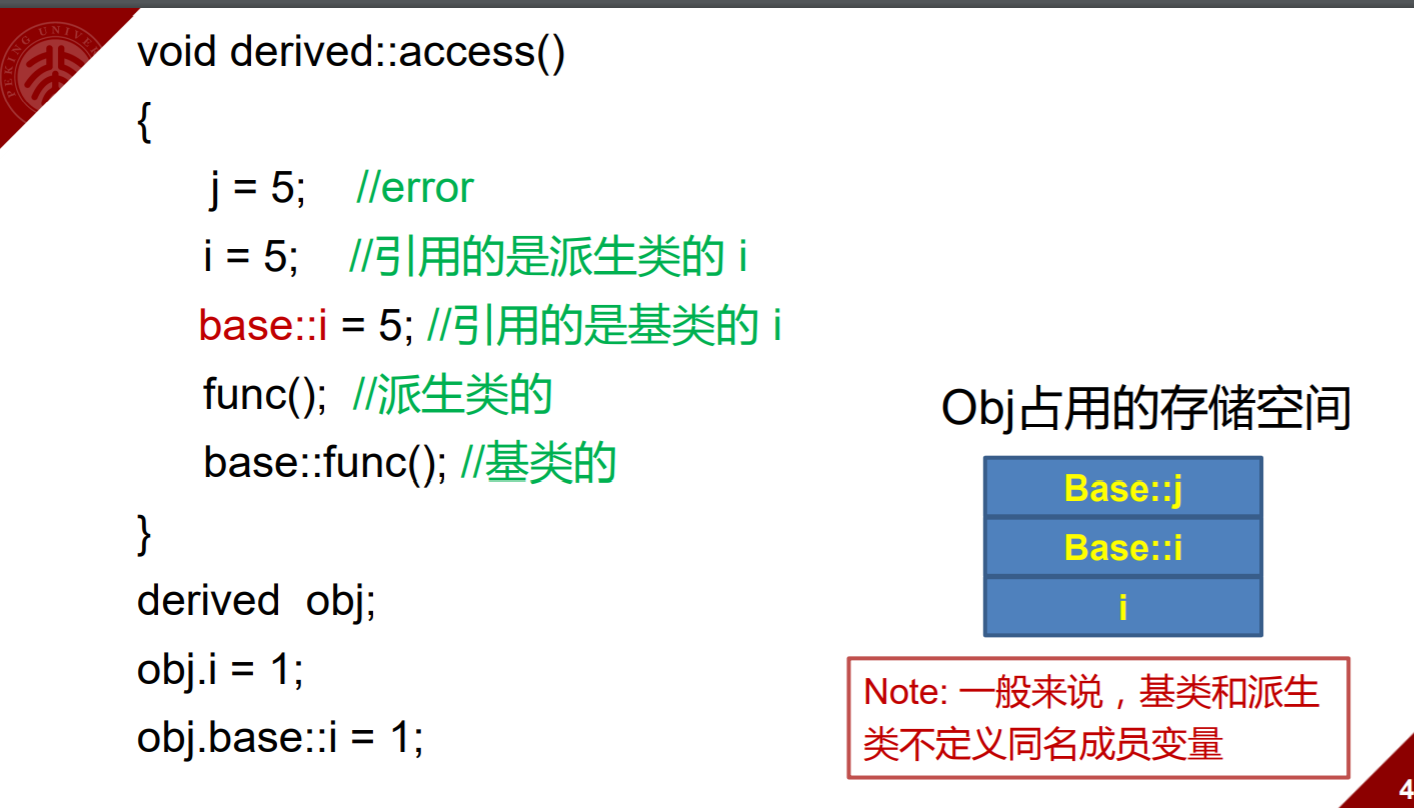 void derived::access()
{
j = 5; //error
i = 5; //引用的是派生类的 i
base::i = 5; //引用的是基类的 i
func(); //派生类的
base::func(); //基类的
}
derived obj;
obj.i = 1;
obj.base::i = 1;
Obj占用的存储空间
Base::j
Base::i
i
Note: 一般来说，基类和派生
类不定义同名成员变量
4